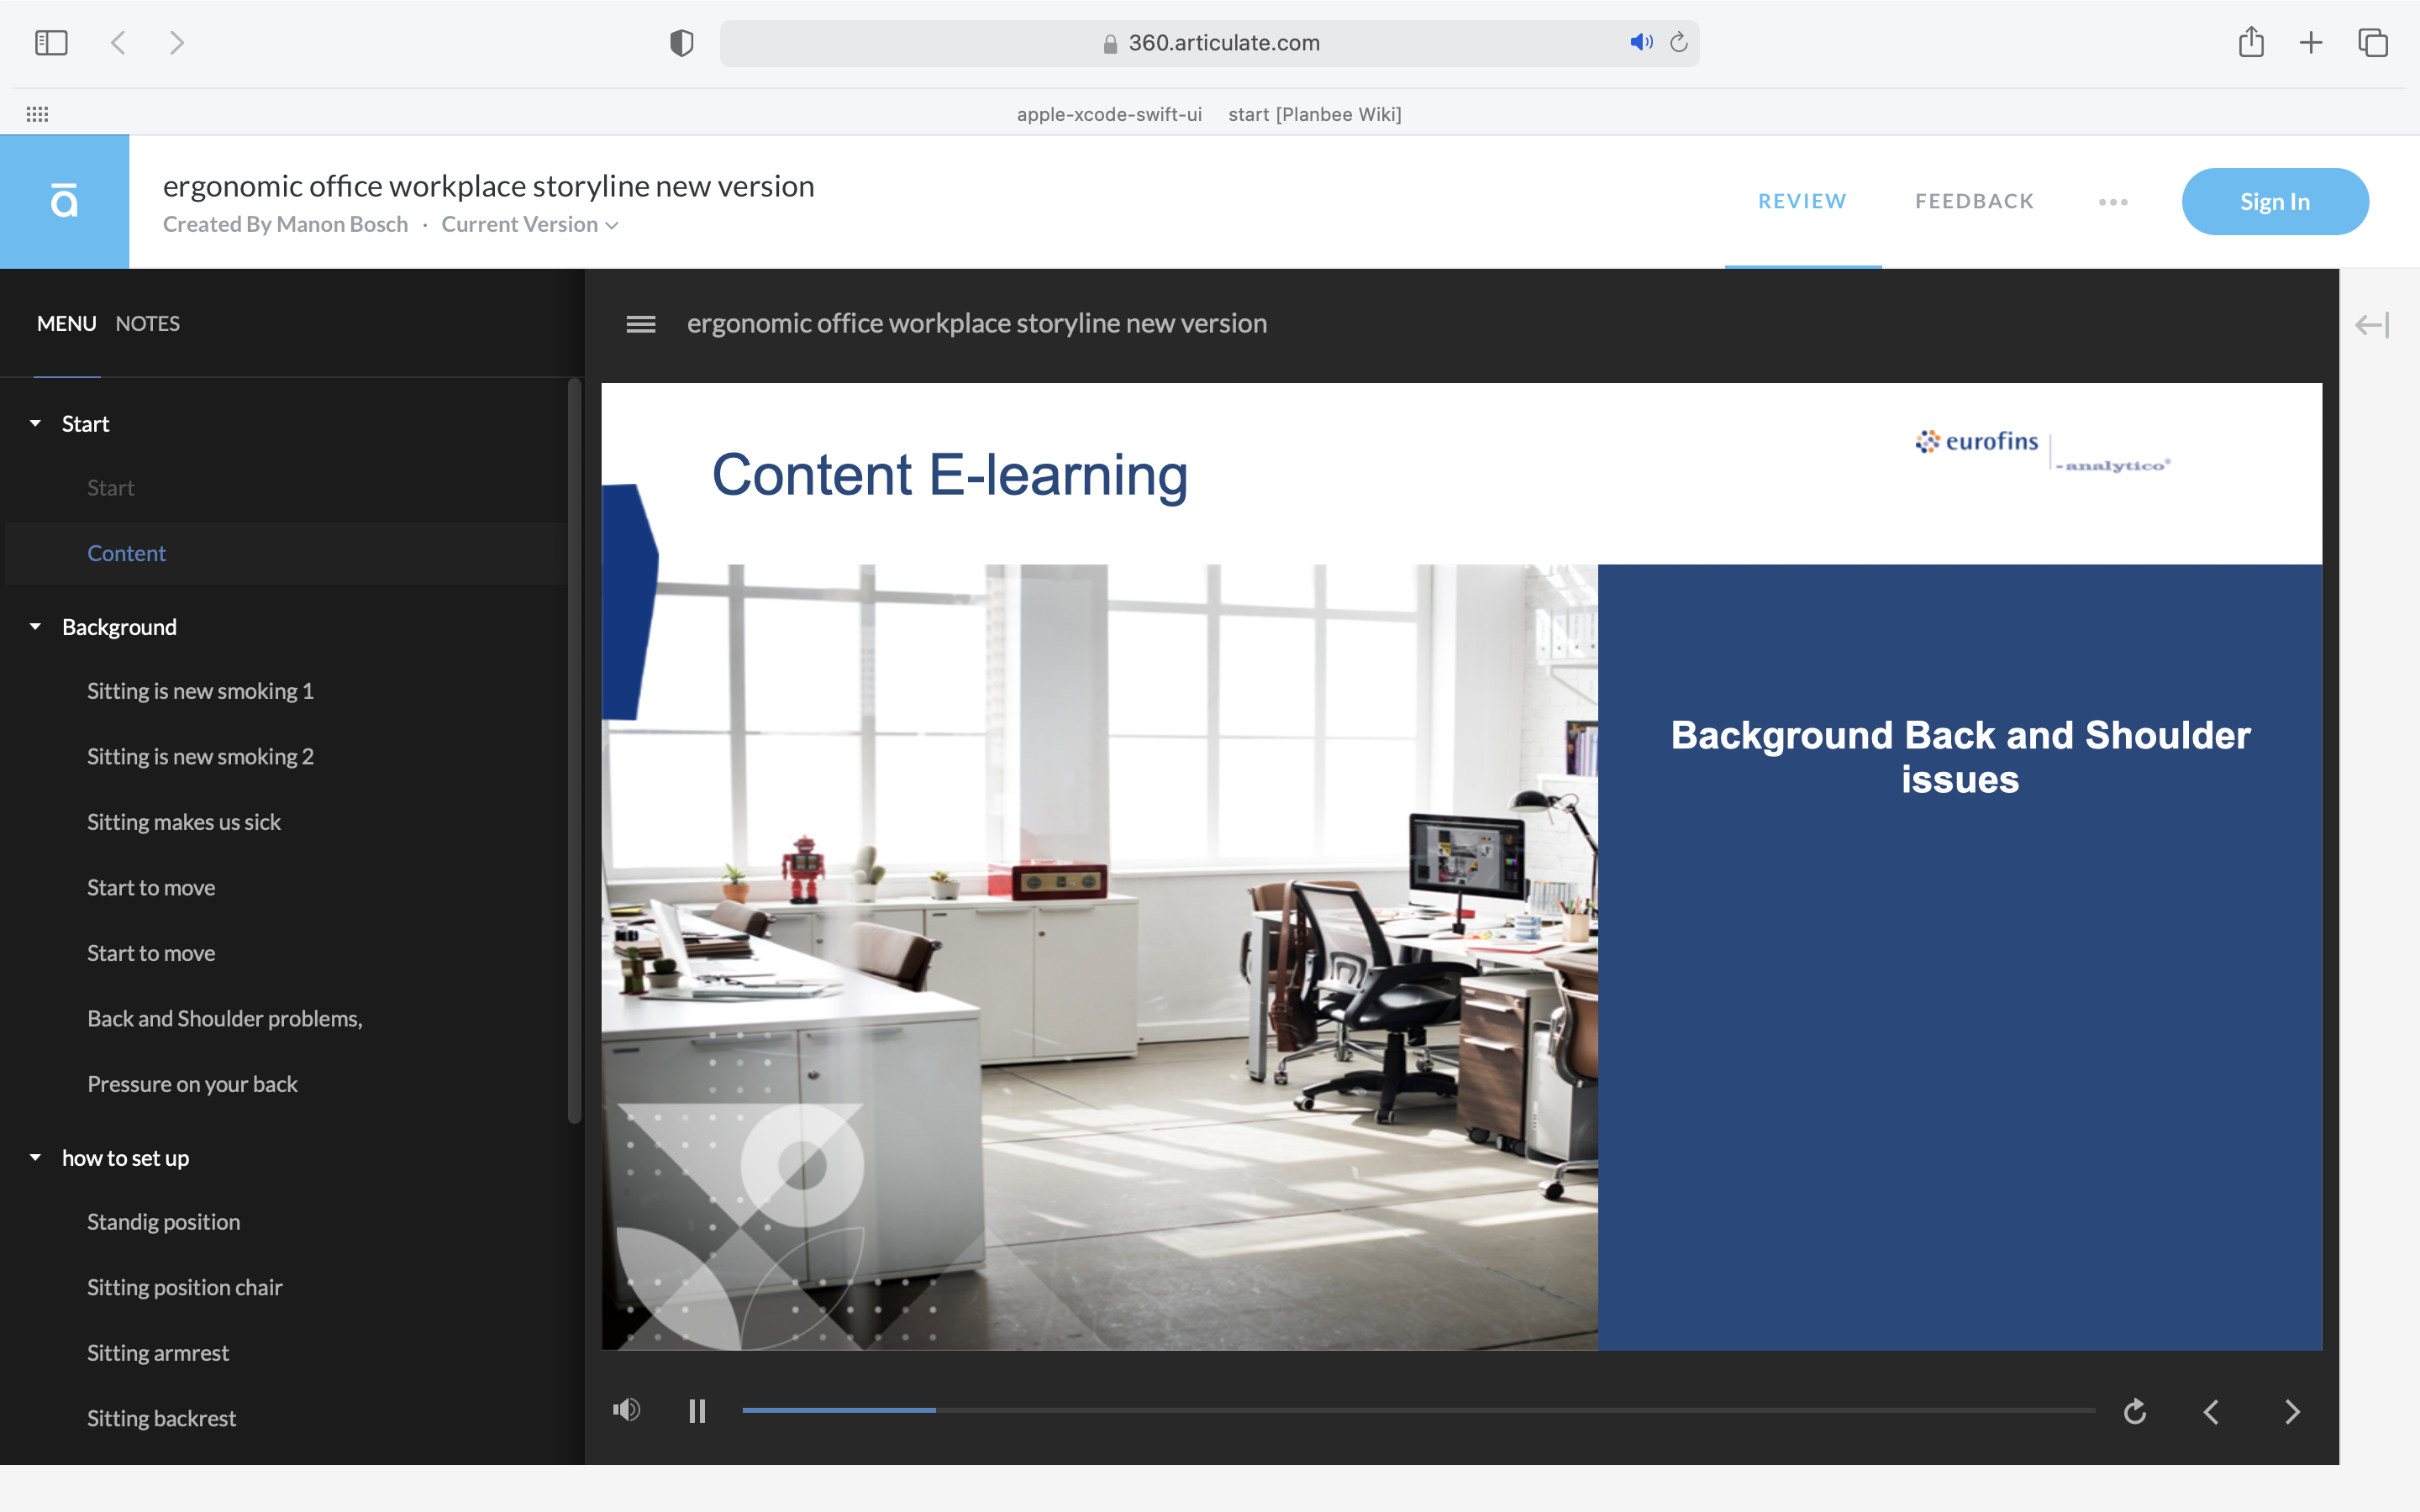 360.articulate.com
apple-xcode-swift-ui start [Planbee Wiki]
ā
ergonomic office workplace storyline new version
Created By Manon Bosch · Current Version
REVIEW FEEDBACK ••• Sign In
MENU NOTES
Start
Start
Content
Background
Sitting is new smoking 1
Sitting is new smoking 2
Sitting makes us sick
Start to move
Start to move
Back and Shoulder problems,
Pressure on your back
how to set up
Standig position
Sitting position chair
Sitting armrest
Sitting backrest
ergonomic office workplace storyline new version
Content E-learning
eurofins
-analytico®
Background Back and Shoulder
issues